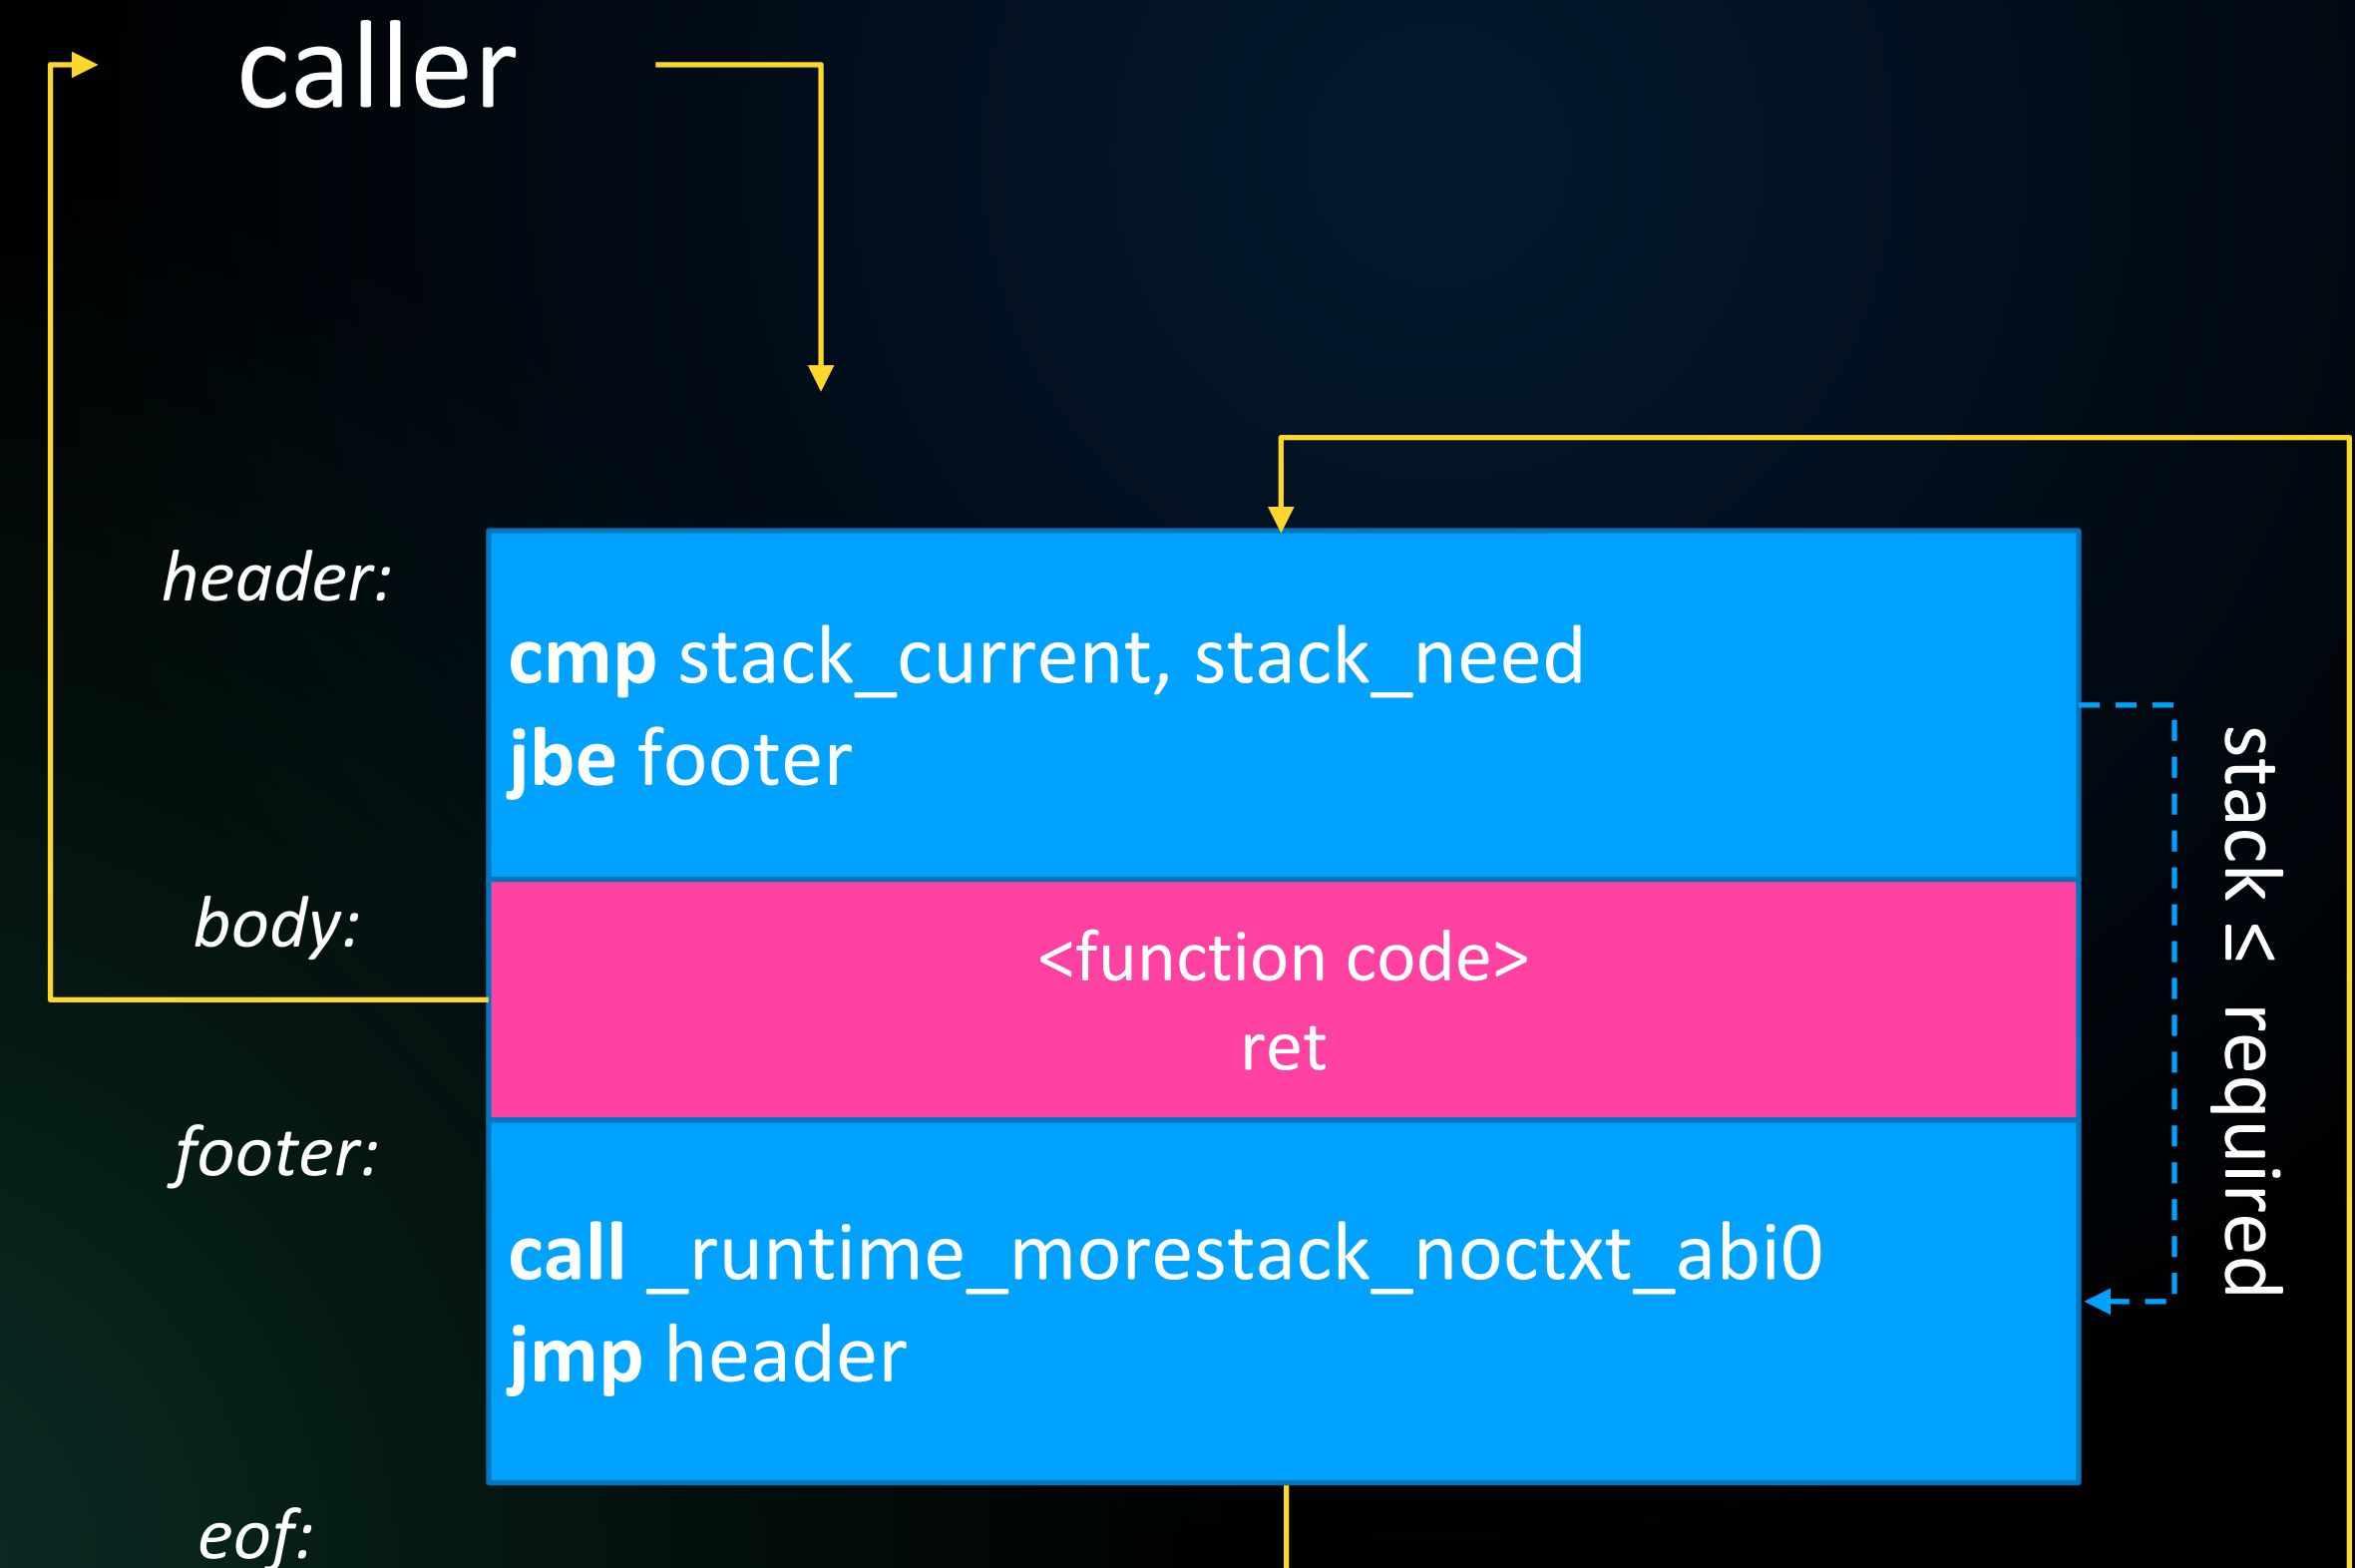 caller
header:
cmp stack_current, stack_need
jbe footer
stack ≤ required
body:
<function code>
ret
footer:
call _runtime_morestack_noctxt_abi0
jmp header
eof: